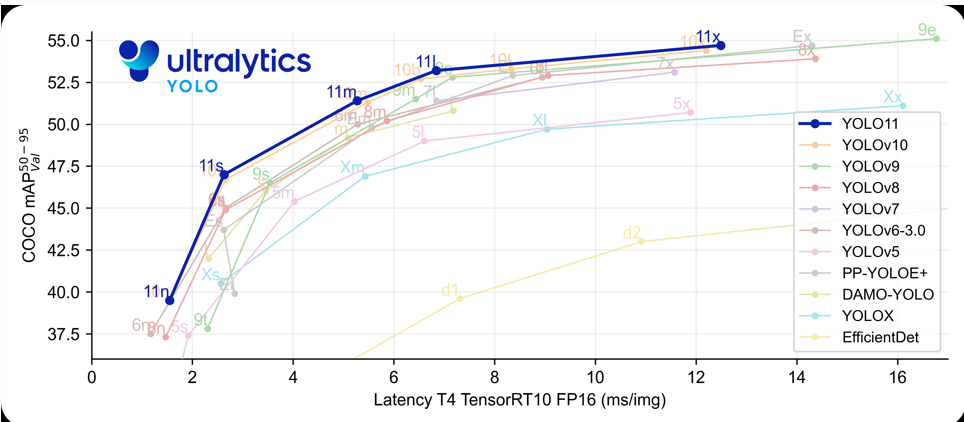 ultralytics
YOLO
COCO mAP 50-95 Val
55.0
52.5
50.0
47.5
45.0
42.5
40.0
37.5
0 2 4 6 8 10 12 14 16
Latency T4 TensorRT10 FP16 (ms/img)
11n
11s
11m
11l
11x
10b
9t
9s
9m
9e
8n
8m
8x
7l
7x
6n
5s
5m
5l
5x
Ex
Xs
Xm
Xl
Xx
d1
d2
YOLO11
YOLOv10
YOLOv9
YOLOv8
YOLOv7
YOLOv6-3.0
YOLOv5
PP-YOLOE+
DAMO-YOLO
YOLOX
EfficientDet